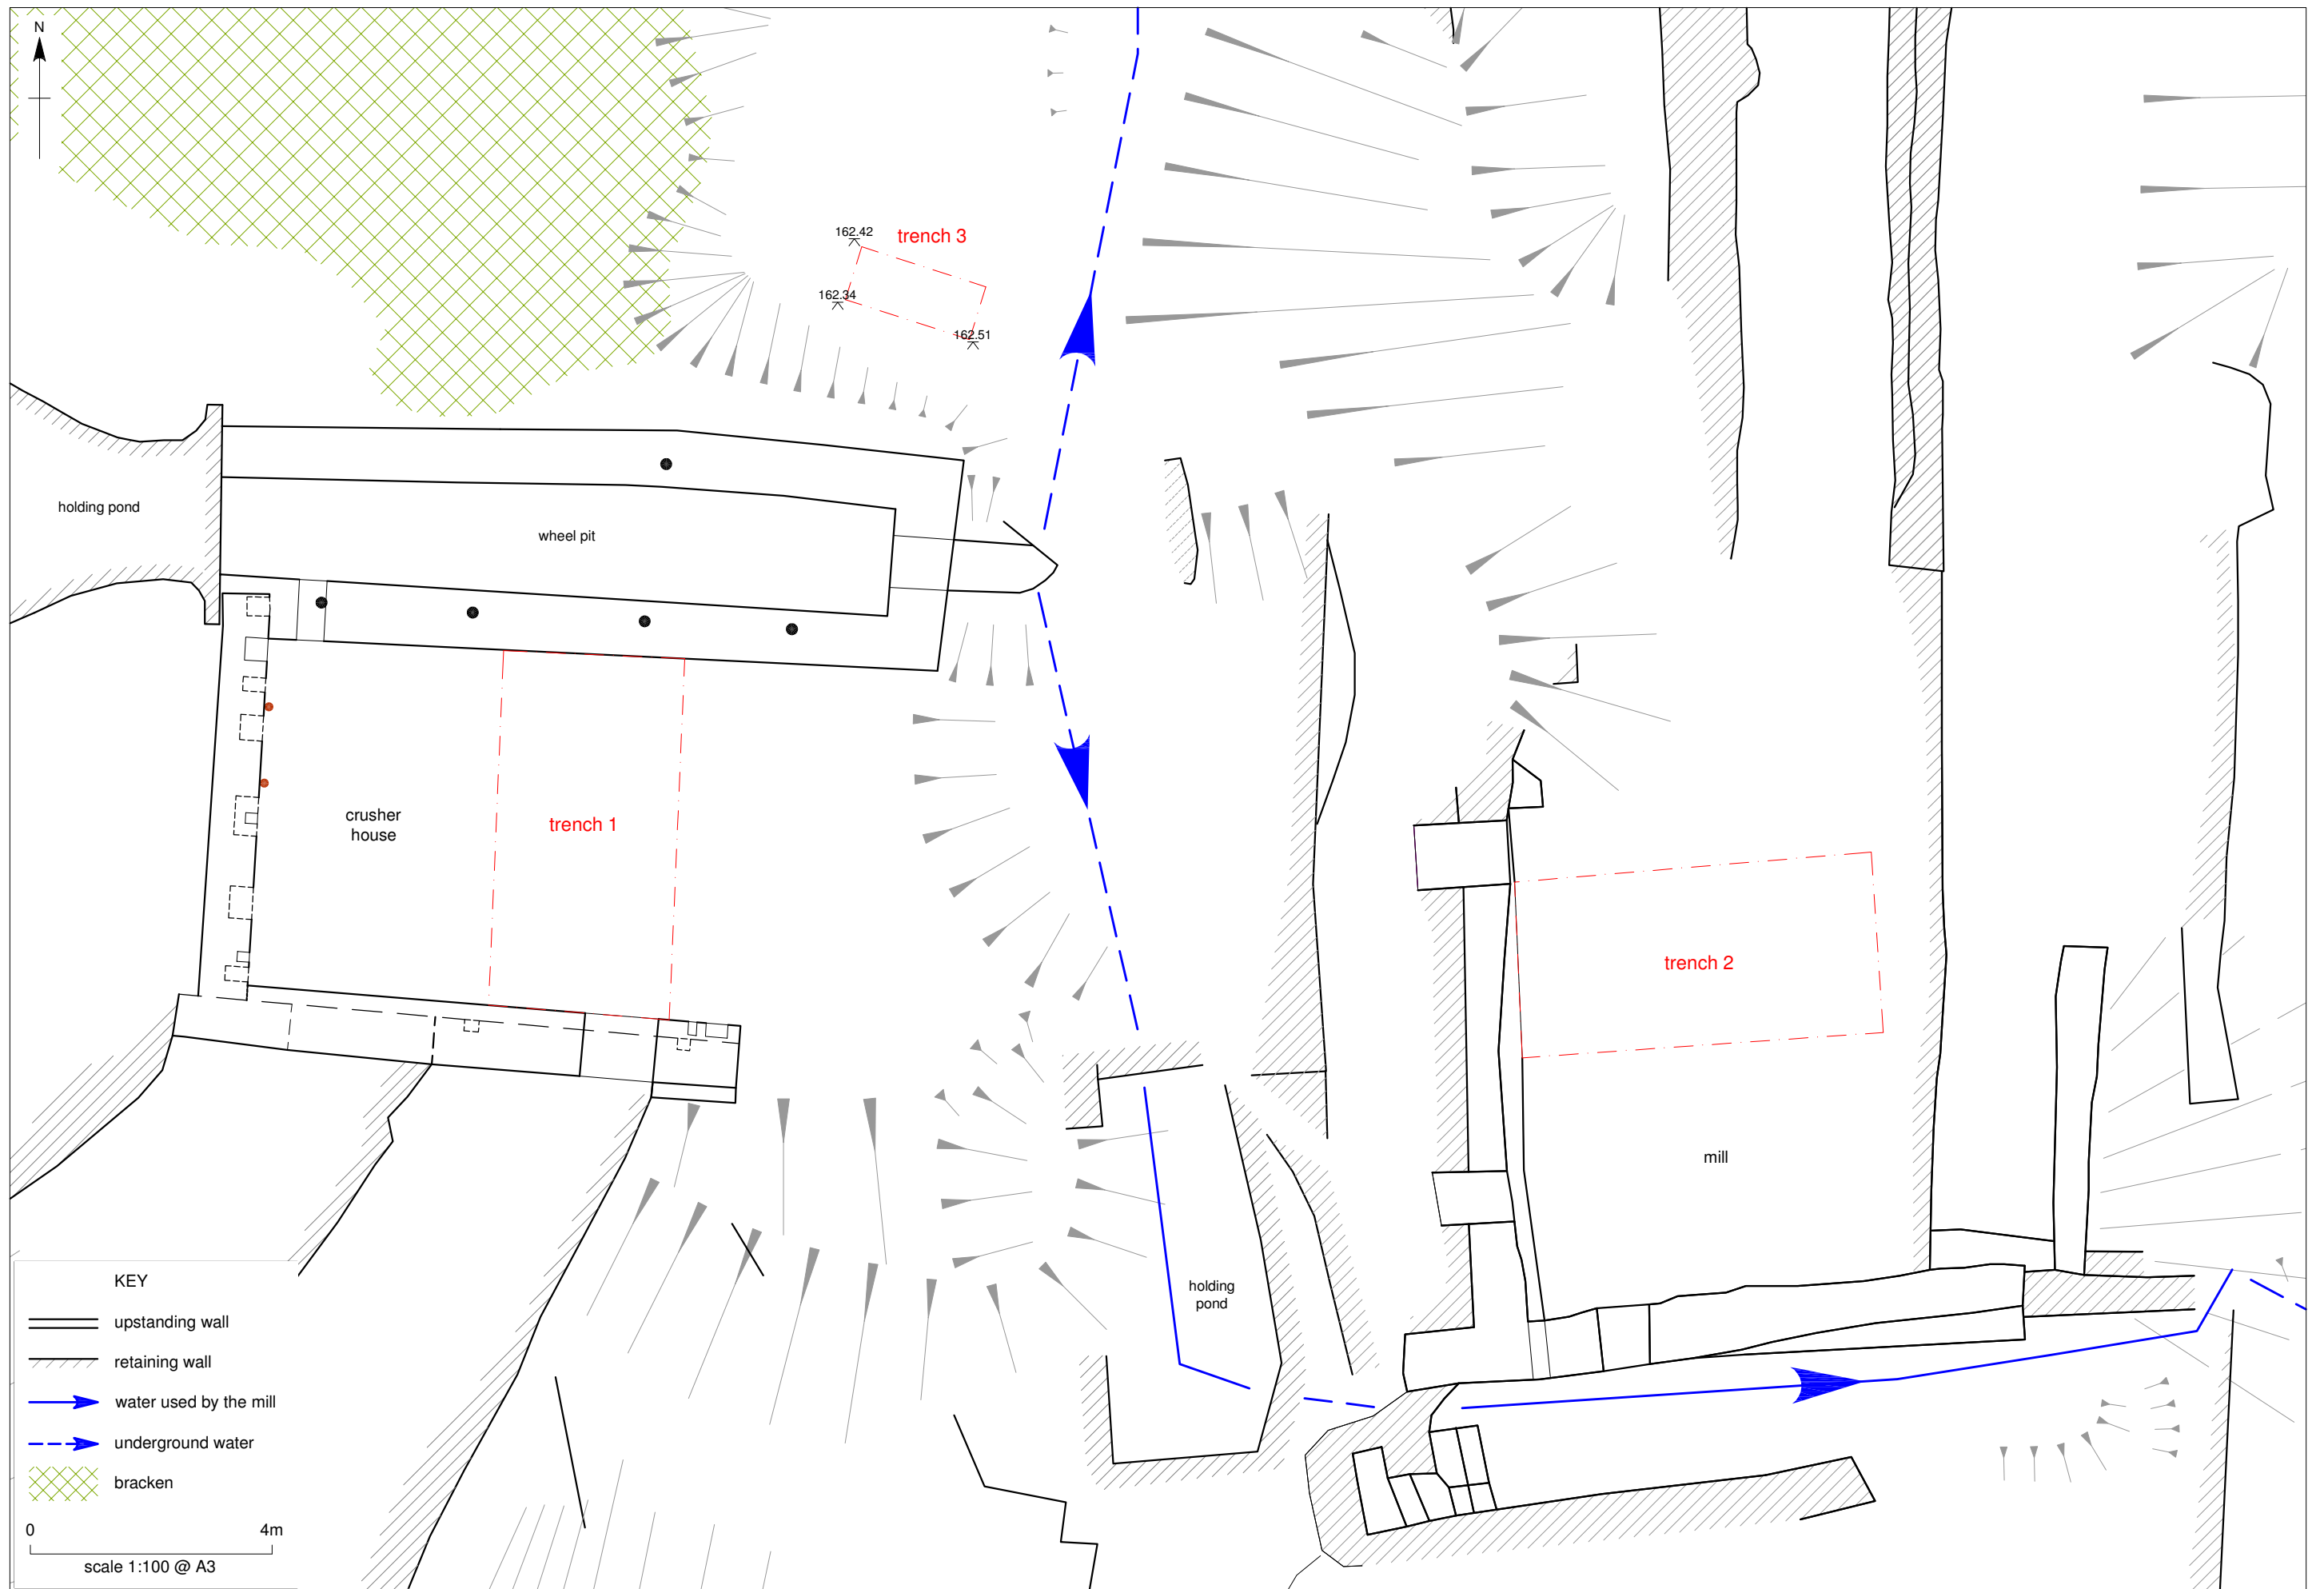 N
162.42
trench 3
162.34
162.51
holding pond
wheel pit
crusher
house
trench 1
trench 2
mill
holding
pond
KEY
upstanding wall
retaining wall
water used by the mill
underground water
bracken
0 4m
scale 1:100 @ A3